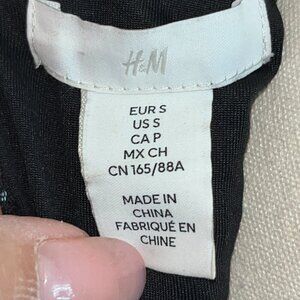 H&M
EUR S
US S
CA P
MX CH
CN 165/88A
MADE IN
CHINA
FABRIQUÉ EN
CHINE